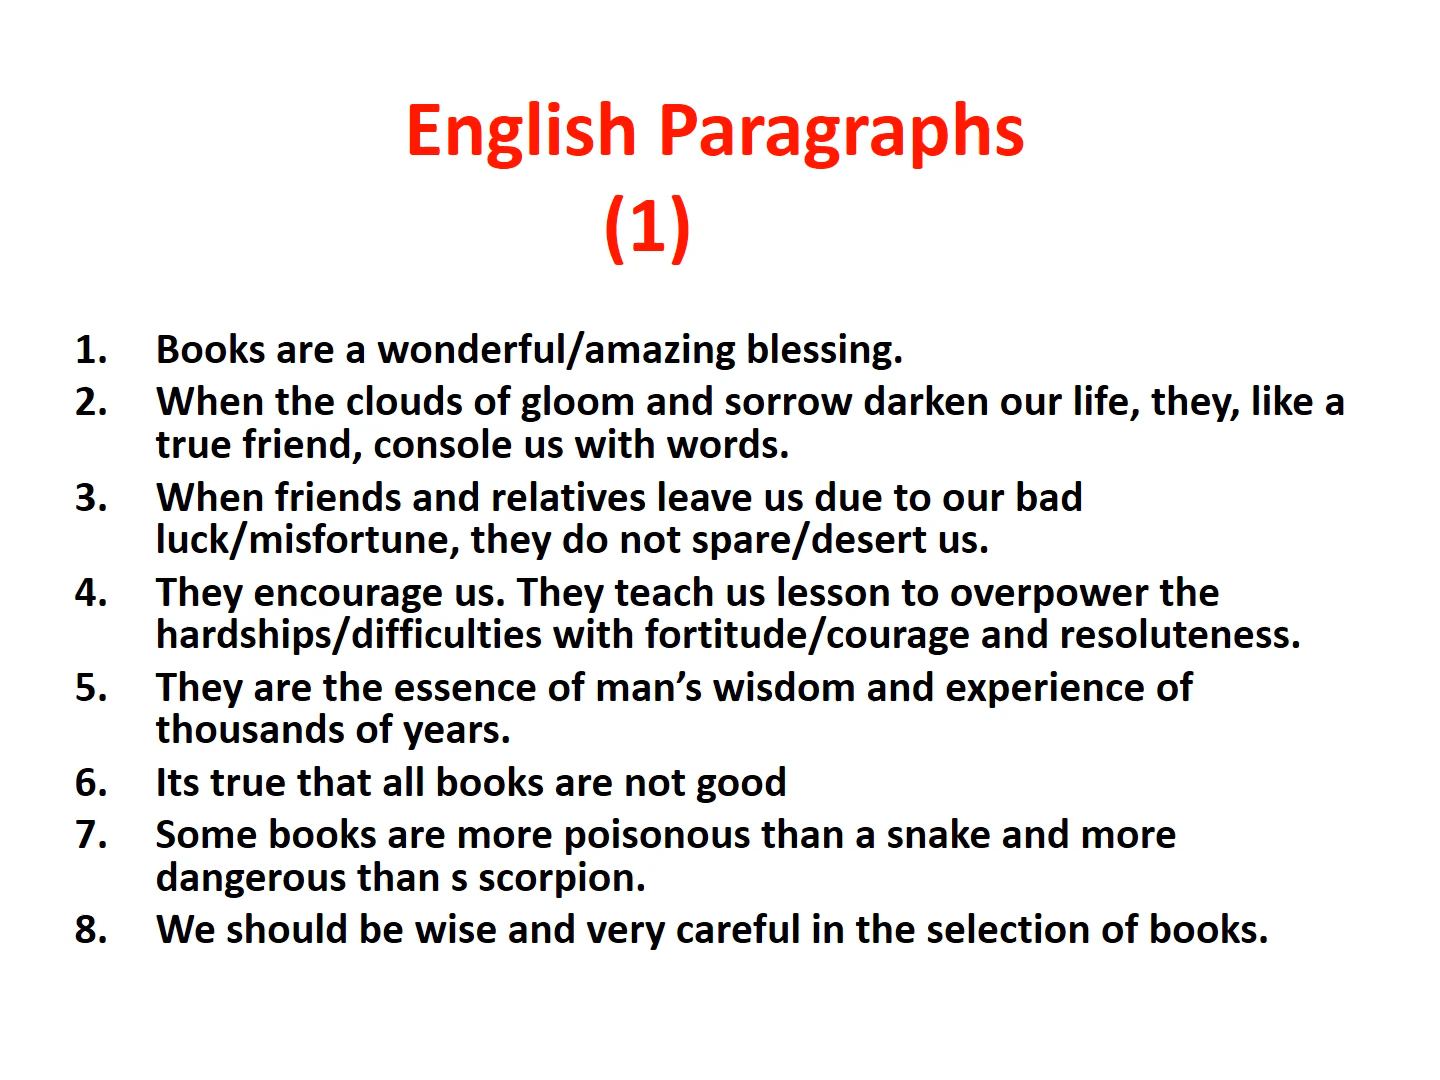 English Paragraphs
(1)
1. Books are a wonderful/amazing blessing.
2. When the clouds of gloom and sorrow darken our life, they, like a
true friend, console us with words.
3. When friends and relatives leave us due to our bad
luck/misfortune, they do not spare/desert us.
4. They encourage us. They teach us lesson to overpower the
hardships/difficulties with fortitude/courage and resoluteness.
5. They are the essence of man’s wisdom and experience of
thousands of years.
6. Its true that all books are not good
7. Some books are more poisonous than a snake and more
dangerous than s scorpion.
8. We should be wise and very careful in the selection of books.